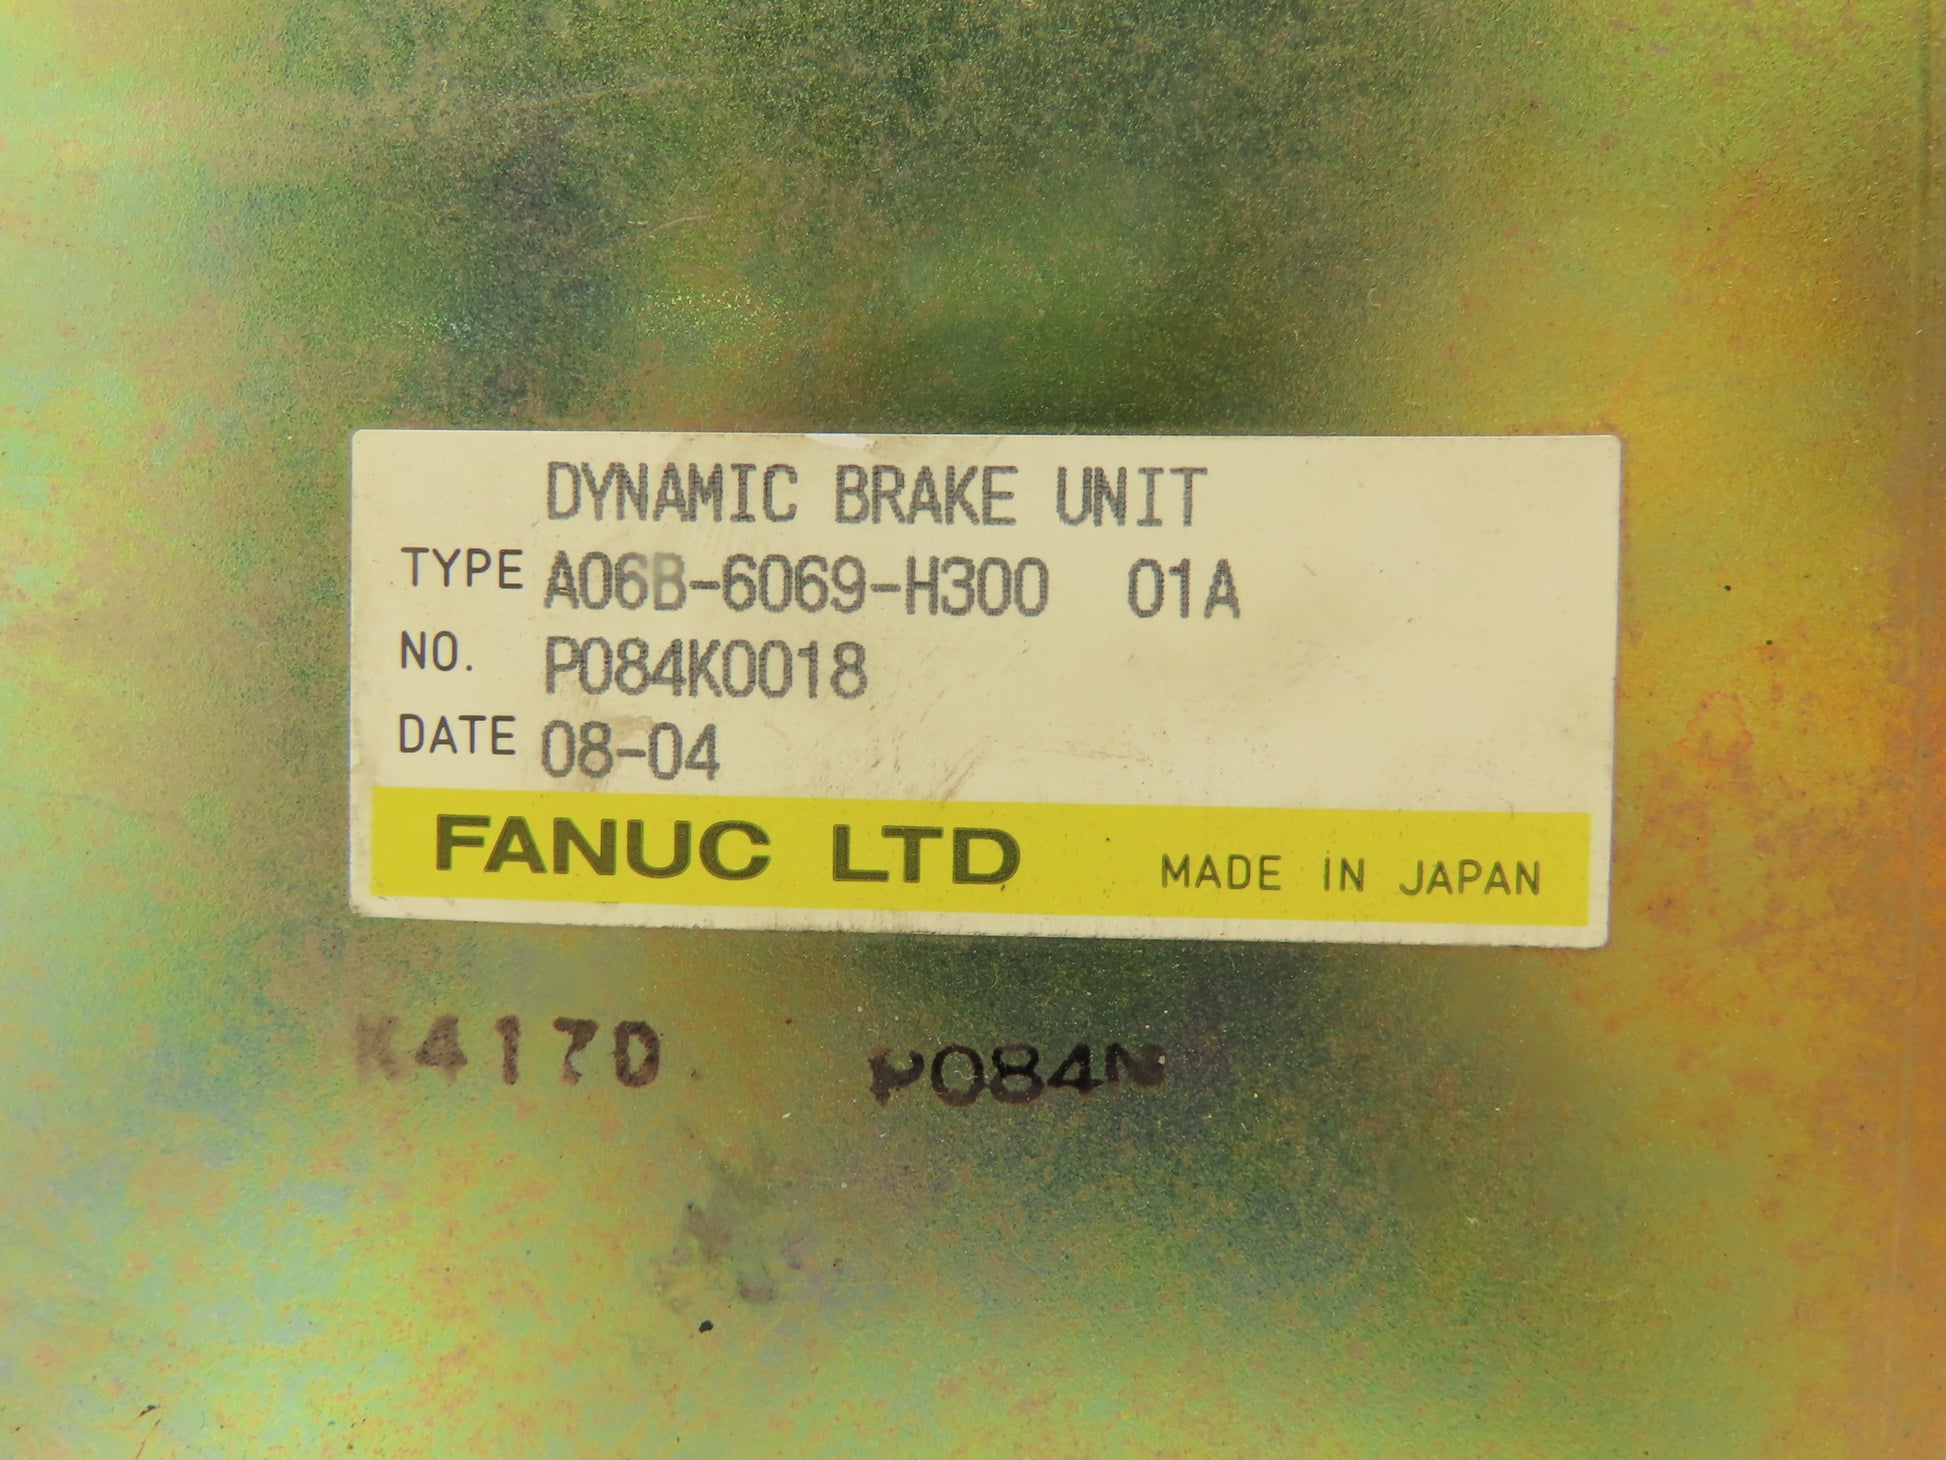 DYNAMIC BRAKE UNIT
TYPE A06B-6069-H300 01A
NO. P084K0018
DATE 08-04
FANUC LTD MADE IN JAPAN
K4170 P084N